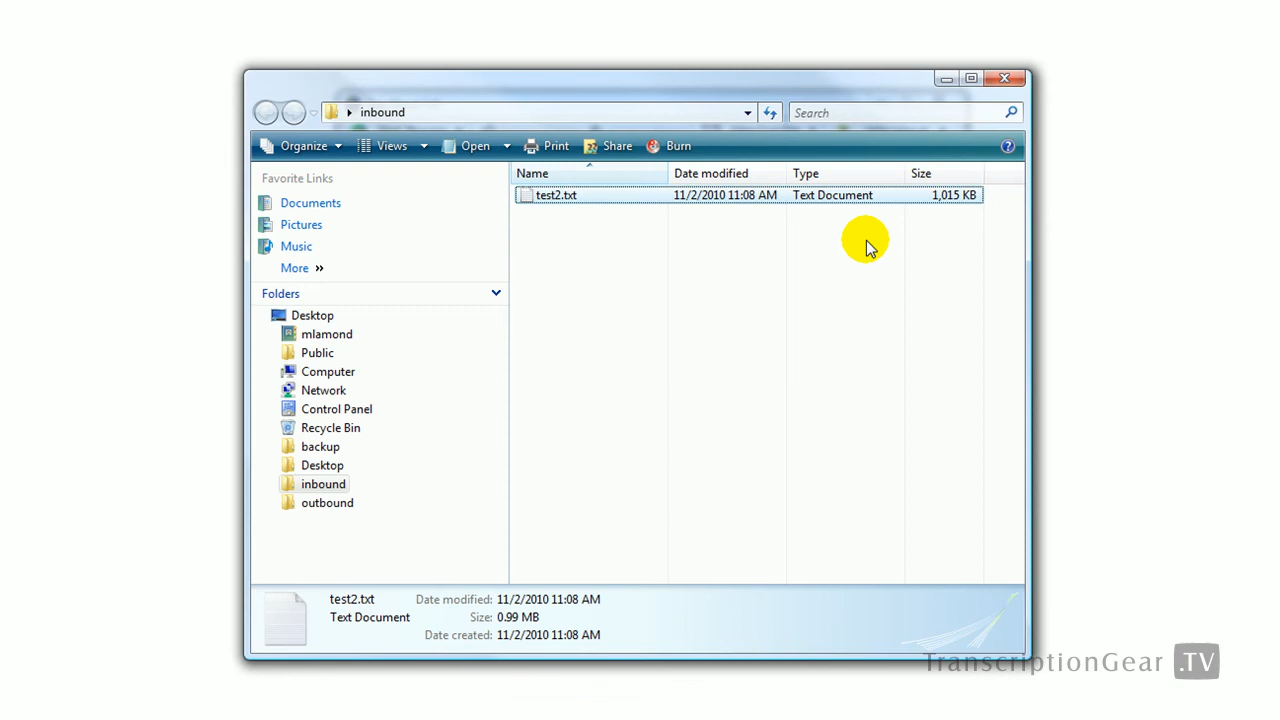 inbound
Search
Organize Views Open Print Share Burn
Favorite Links
Documents
Pictures
Music
More »
Folders
Desktop
mlamond
Public
Computer
Network
Control Panel
Recycle Bin
backup
Desktop
inbound
outbound
Name Date modified Type Size
test2.txt 11/2/2010 11:08 AM Text Document 1,015 KB
test2.txt Date modified: 11/2/2010 11:08 AM
Text Document Size: 0.99 MB
Date created: 11/2/2010 11:08 AM
TranscriptionGear .TV